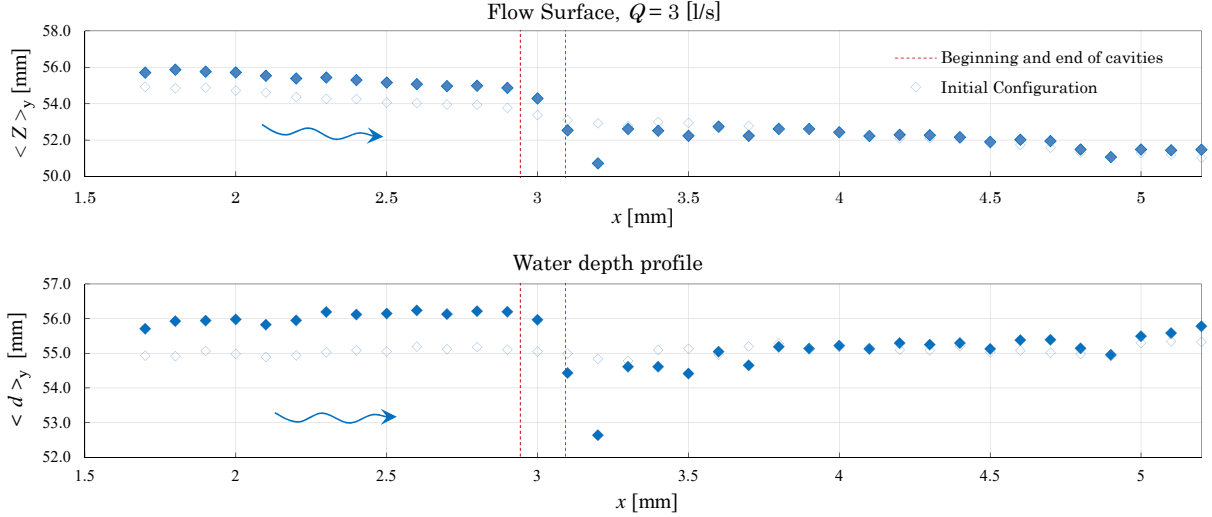 Flow Surface, Q = 3 [l/s]
58.0
56.0
54.0
52.0
50.0
< Z >y [mm]
Beginning and end of cavities
Initial Configuration
1.5 2 2.5 3 3.5 4 4.5 5
x [mm]
Water depth profile
57.0
56.0
55.0
54.0
53.0
52.0
< d >y [mm]
1.5 2 2.5 3 3.5 4 4.5 5
x [mm]